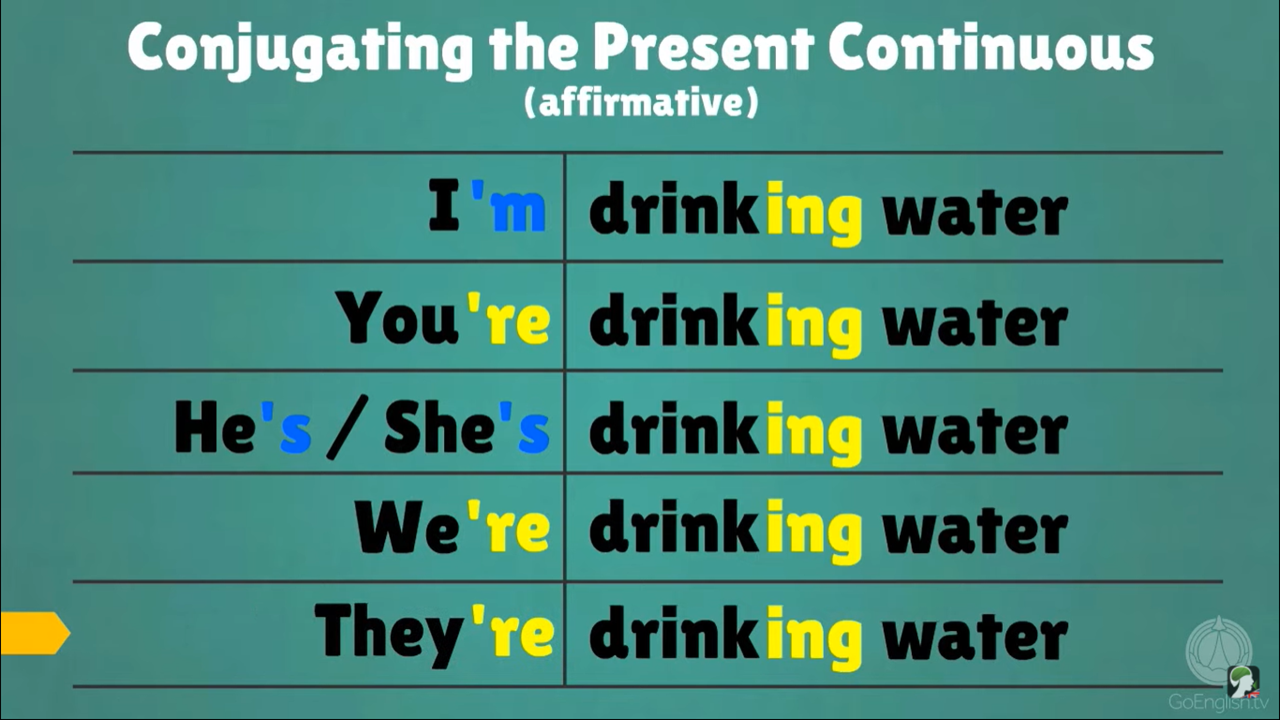 Conjugating the Present Continuous
(affirmative)
I'm drinking water
You're drinking water
He's / She's drinking water
We're drinking water
They're drinking water
GoEnglish.tv